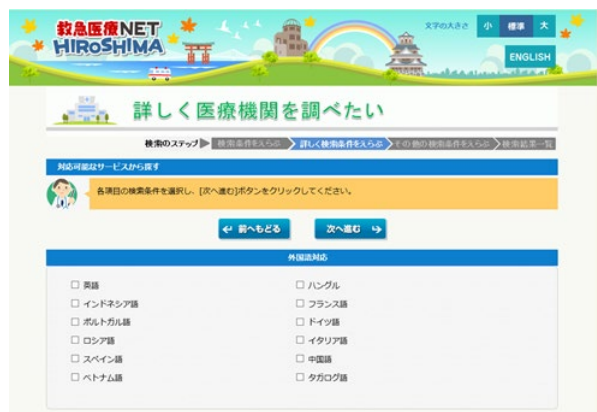 救急医療NET
HIROSHIMA
文字の大きさ 小 標準 大
ENGLISH
詳しく医療機関を調べたい
検索のステップ 検索条件をえらぶ 詳しく検索条件をえらぶ その他の検索条件をえらぶ 検索結果一覧
対応可能なサービスから探す
各項目の検索条件を選択し、[次へ進む]ボタンをクリックしてください。
前へもどる 次へ進む
外国語対応
英語 ハングル
インドネシア語 フランス語
ポルトガル語 ドイツ語
ロシア語 イタリア語
スペイン語 中国語
ベトナム語 タガログ語